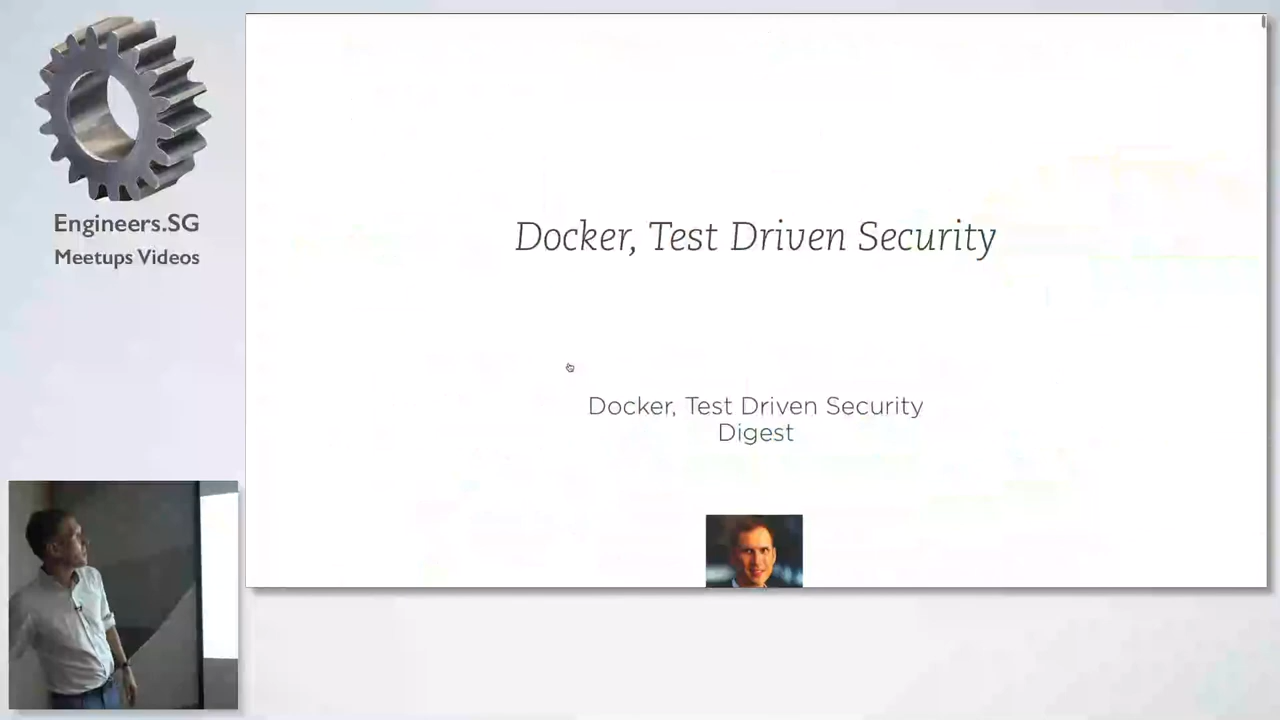 Engineers.SG
Meetups Videos
Docker, Test Driven Security
Docker, Test Driven Security
Digest